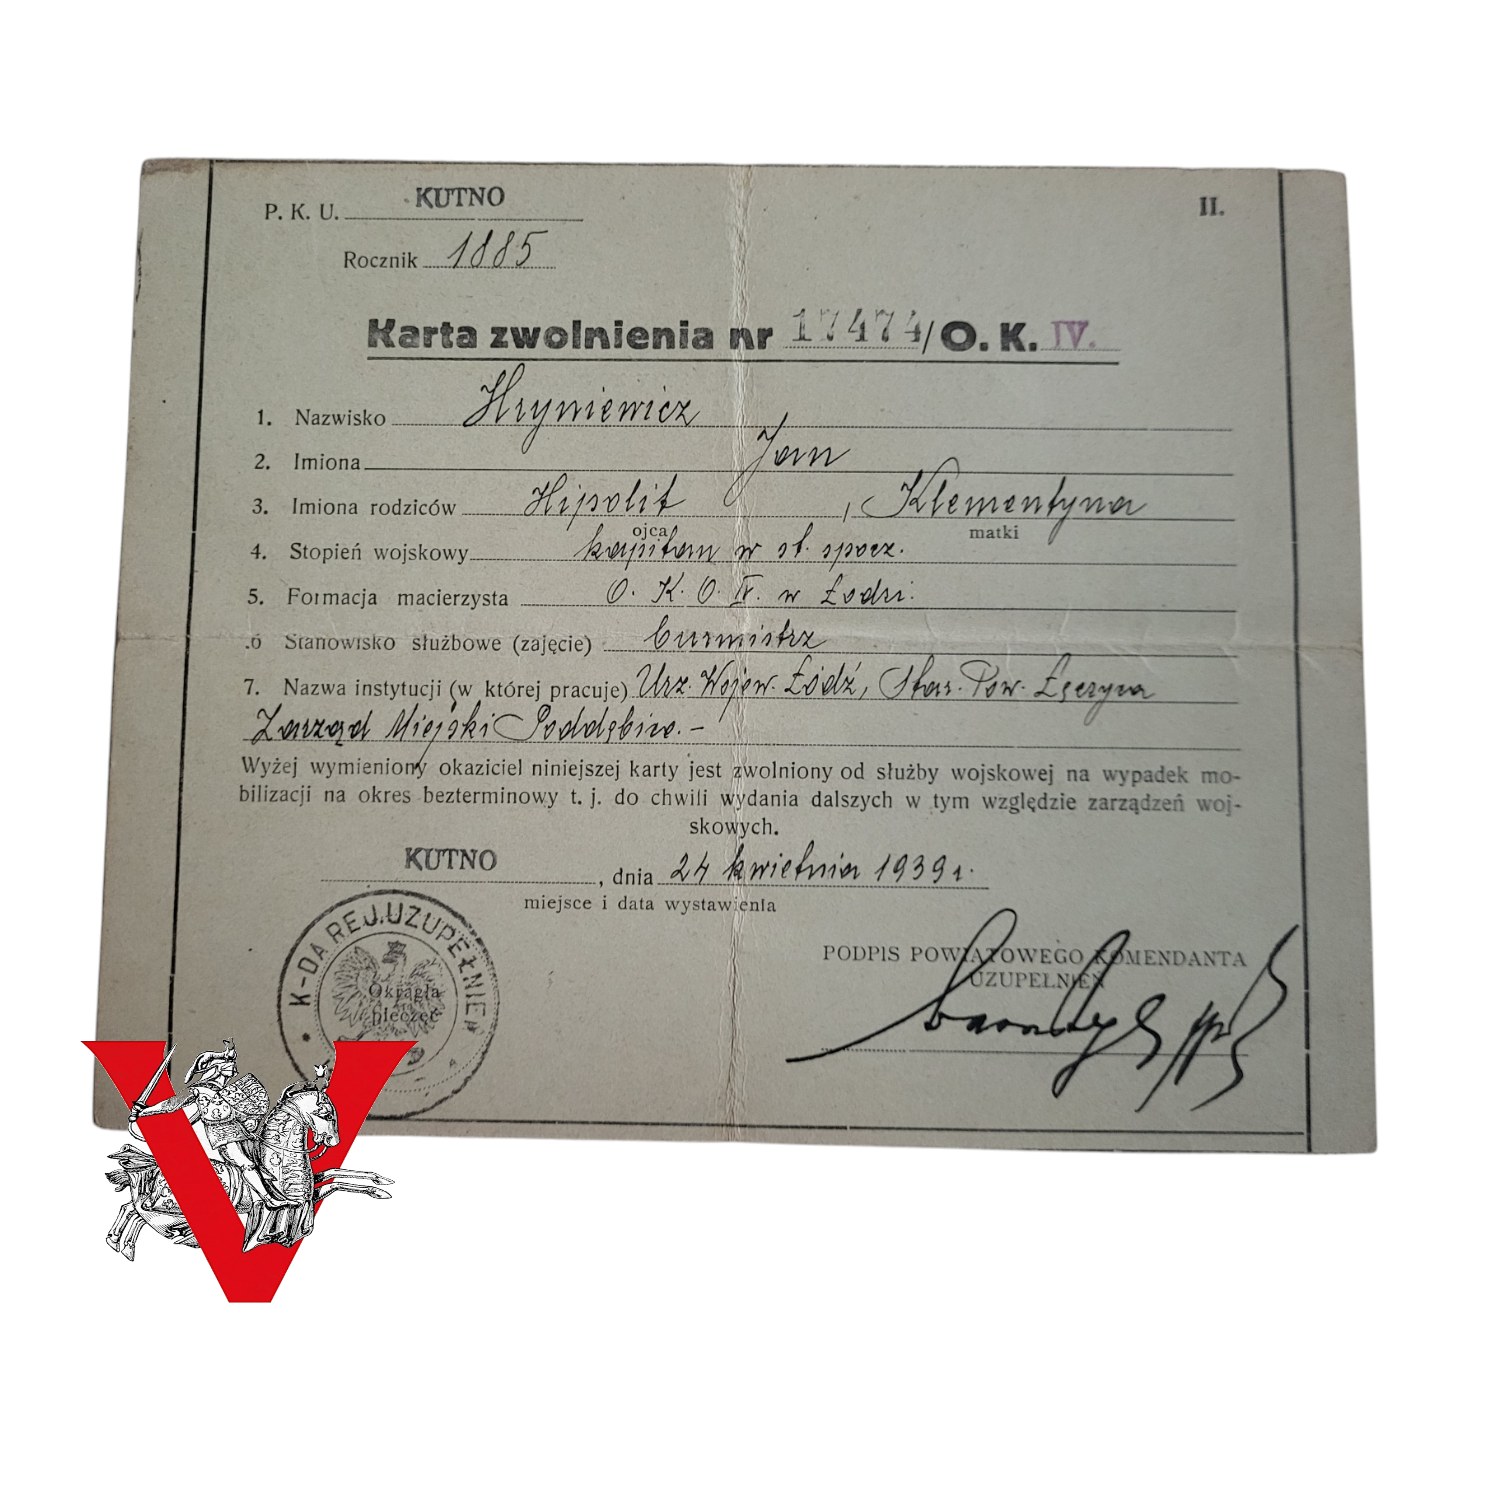 P. K. U. KUTNO
II.
Rocznik 1885
Karta zwolnienia nr 17474/O. K. IV.
1. Nazwisko Hryniewicz
2. Imiona Jan
3. Imiona rodziców Hipolit, Klementyna
ojca matki
4. Stopień wojskowy kapitan w st. spocz.
5. Formacja macierzysta O. K. O. IV. w Łodzi.
.6 Stanowisko służbowe (zajęcie) burmistrz
7. Nazwa instytucji (w której pracuje) Urz. Wojew. Łódź, Star. Pow. Łęczyca
Zarząd Miejski Poddębice. –
Wyżej wymieniony okaziciel niniejszej karty jest zwolniony od służby wojskowej na wypadek mo-
bilizacji na okres bezterminowy t. j. do chwili wydania dalszych w tym względzie zarządzeń woj-
skowych.
KUTNO, dnia 24 kwietnia 1939 r.
miejsce i data wystawienia
K-DA REJ. UZUPEŁNIEŃ
Okrągła
pieczęć
PODPIS POWIATOWEGO KOMENDANTA
UZUPEŁNIEŃ
V